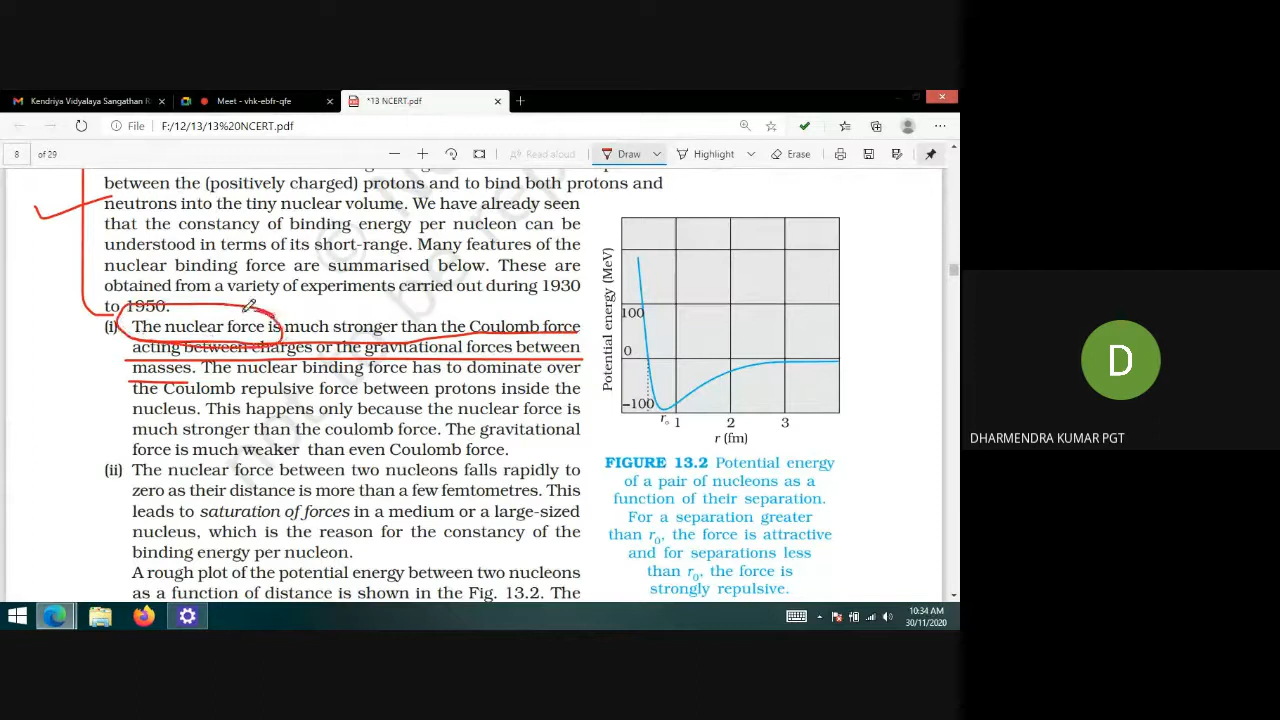 Kendriya Vidyalaya Sangathan R
Meet - vhk-ebfr-qfe
*13 NCERT.pdf
File
F:/12/13/13%20NCERT.pdf
8
of 29
Read aloud
Draw
Highlight
Erase
between the (positively charged) protons and to bind both protons and
neutrons into the tiny nuclear volume. We have already seen
that the constancy of binding energy per nucleon can be
understood in terms of its short-range. Many features of the
nuclear binding force are summarised below. These are
obtained from a variety of experiments carried out during 1930
to 1950.
(i) The nuclear force is much stronger than the Coulomb force
acting between charges or the gravitational forces between
masses. The nuclear binding force has to dominate over
the Coulomb repulsive force between protons inside the
nucleus. This happens only because the nuclear force is
much stronger than the coulomb force. The gravitational
force is much weaker than even Coulomb force.
(ii) The nuclear force between two nucleons falls rapidly to
zero as their distance is more than a few femtometres. This
leads to saturation of forces in a medium or a large-sized
nucleus, which is the reason for the constancy of the
binding energy per nucleon.
A rough plot of the potential energy between two nucleons
as a function of distance is shown in the Fig. 13.2. The
Potential energy (MeV)
100
0
-100
r₀
1
2
3
r (fm)
FIGURE 13.2 Potential energy
of a pair of nucleons as a
function of their separation.
For a separation greater
than r₀, the force is attractive
and for separations less
than r₀, the force is
strongly repulsive.
D
DHARMENDRA KUMAR PGT
10:34 AM
30/11/2020